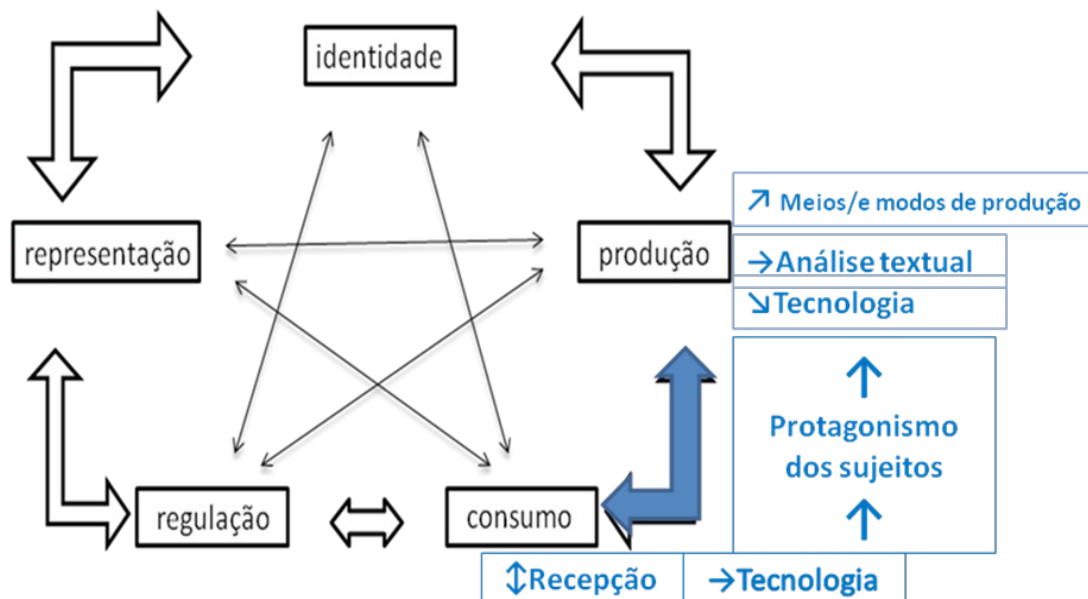 identidade
↗ Meios/e modos de produção
representação
produção
→Análise textual
↘Tecnologia
↑
Protagonismo
dos sujeitos
↑
regulação
consumo
↕Recepção
→Tecnologia